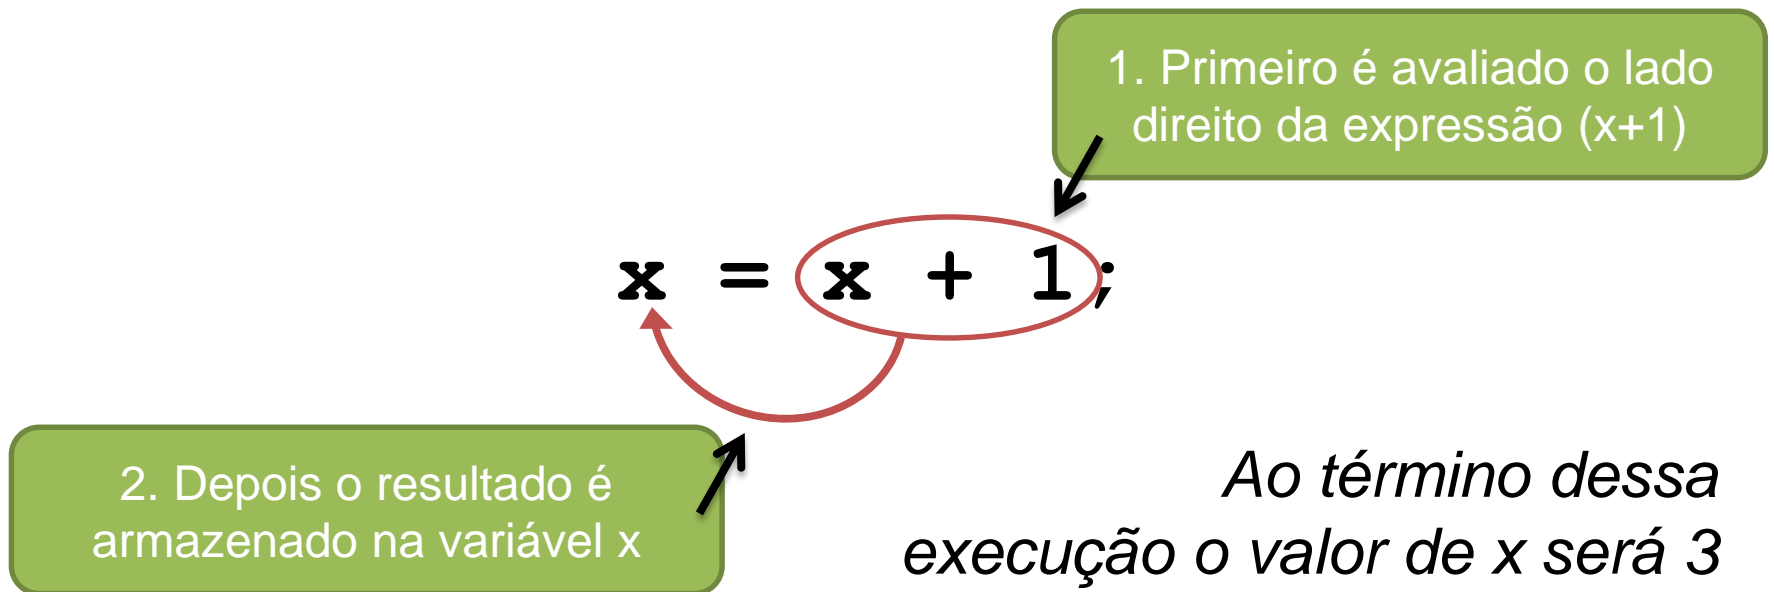 1. Primeiro é avaliado o lado
direito da expressão (x+1)
x = x + 1;
2. Depois o resultado é
armazenado na variável x
Ao término dessa
execução o valor de x será 3